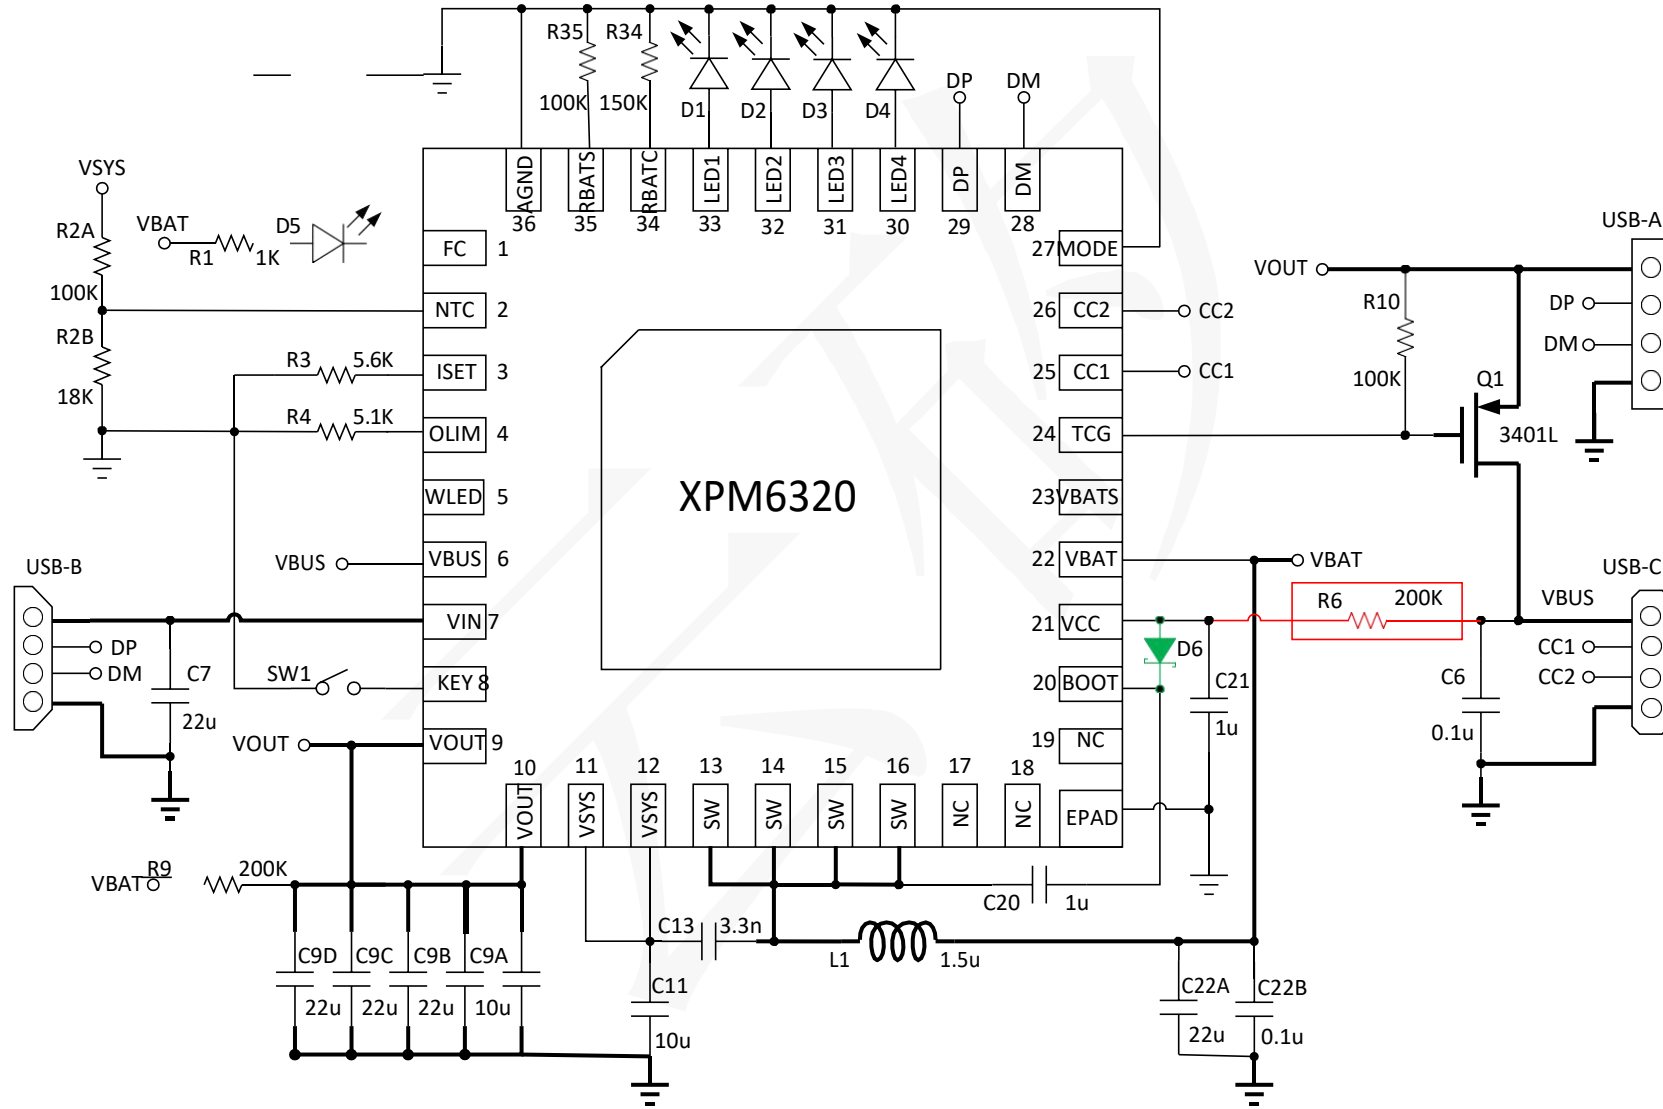 R35 R34
100K 150K D1 D2 D3 D4 DP DM
AGND RBATS RBATC LED1 LED2 LED3 LED4 DP DM
36 35 34 33 32 31 30 29 28
VSYS
R2A
100K
R2B
18K
VBAT
R1 1K
D5
R3 5.6K
R4 5.1K
FC 1
NTC 2
ISET 3
OLIM 4
WLED 5
VBUS VBUS 6
VIN 7
SW1 KEY 8
VOUT VOUT 9
USB-B
DP
DM
C7
22u
XPM6320
27 MODE
26 CC2 CC2
25 CC1 CC1
24 TCG
23 VBATS
22 VBAT VBAT
21 VCC
20 BOOT
19 NC
EPAD
D6
C21
1u
R6 200K
VOUT
R10
100K
Q1
3401L
USB-A
DP
DM
USB-C
VBUS
CC1
CC2
C6
0.1u
10 11 12 13 14 15 16 17 18
VOUT VSYS VSYS SW SW SW SW NC NC
VBAT R9 200K
C20 1u
C13 3.3n
L1 1.5u
C9D C9C C9B C9A
22u 22u 22u 10u
C11
10u
C22A C22B
22u 0.1u